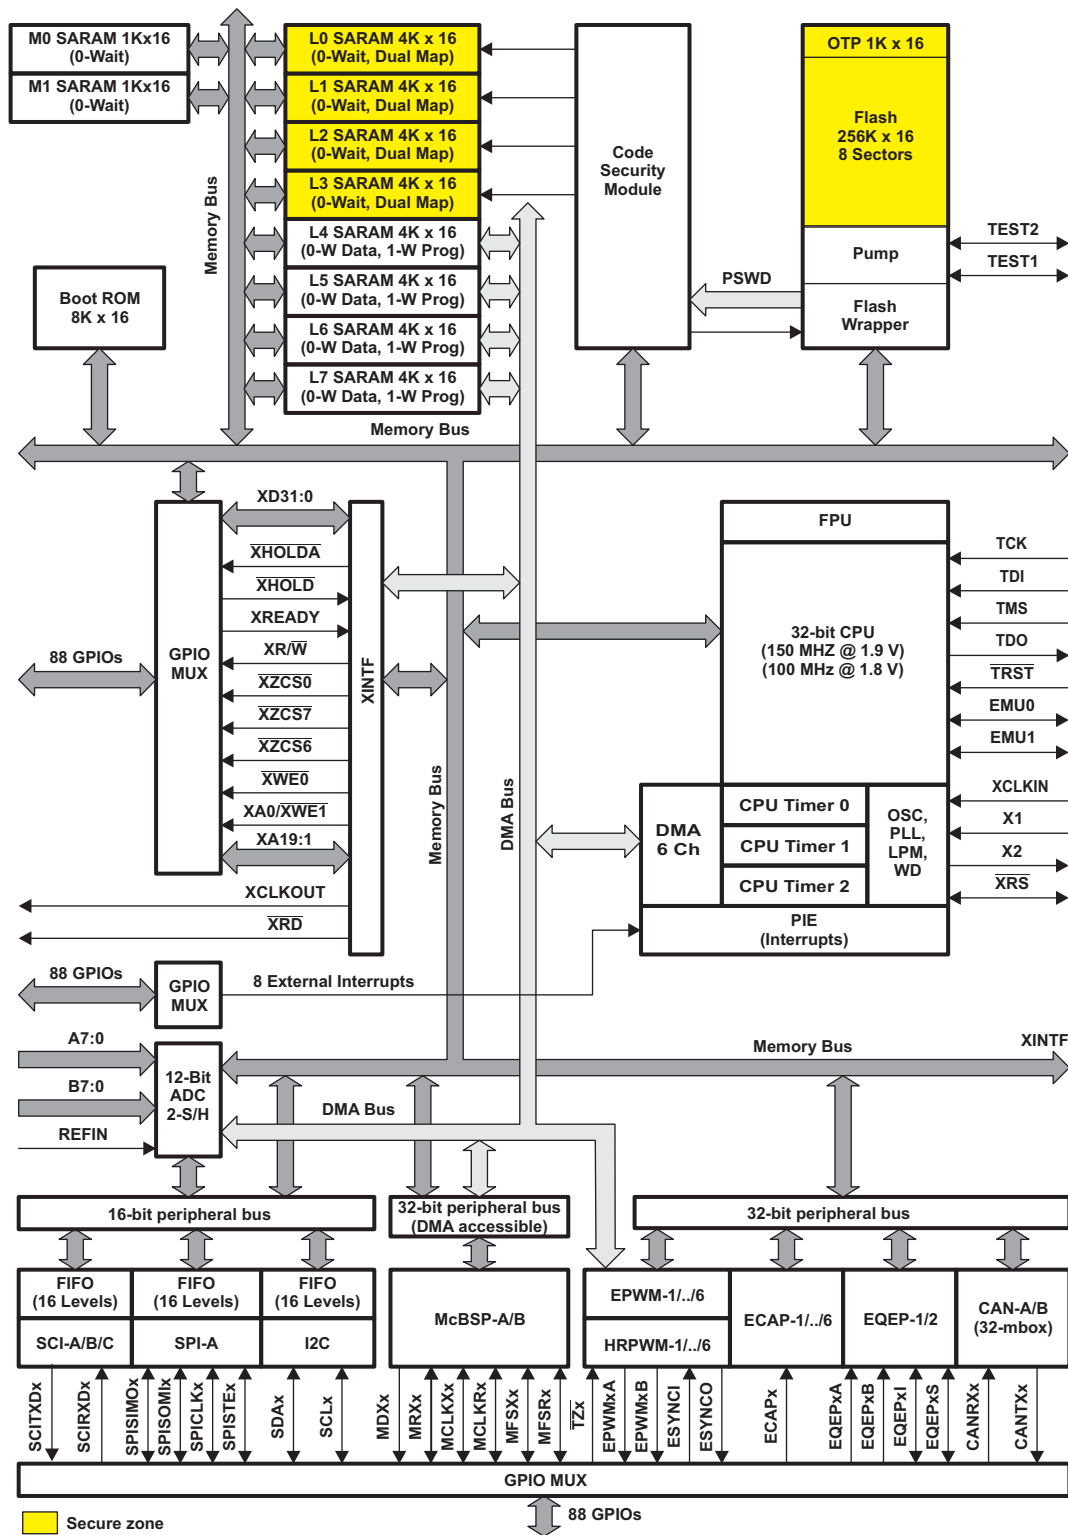 M0 SARAM 1Kx16
(0-Wait)
M1 SARAM 1Kx16
(0-Wait)
Memory Bus
L0 SARAM 4K x 16
(0-Wait, Dual Map)
L1 SARAM 4K x 16
(0-Wait, Dual Map)
L2 SARAM 4K x 16
(0-Wait, Dual Map)
L3 SARAM 4K x 16
(0-Wait, Dual Map)
L4 SARAM 4K x 16
(0-W Data, 1-W Prog)
L5 SARAM 4K x 16
(0-W Data, 1-W Prog)
L6 SARAM 4K x 16
(0-W Data, 1-W Prog)
L7 SARAM 4K x 16
(0-W Data, 1-W Prog)
Code
Security
Module
OTP 1K x 16
Flash
256K x 16
8 Sectors
Pump
Flash
Wrapper
TEST2
TEST1
PSWD
Boot ROM
8K x 16
Memory Bus
88 GPIOs
GPIO
MUX
XD31:0
XHOLDA
XHOLD
XREADY
XR/W
XZCS0
XZCS7
XZCS6
XWE0
XA0/XWE1
XA19:1
XCLKOUT
XRD
XINTF
Memory Bus
DMA Bus
FPU
32-bit CPU
(150 MHZ @ 1.9 V)
(100 MHz @ 1.8 V)
TCK
TDI
TMS
TDO
TRST
EMU0
EMU1
XCLKIN
X1
X2
XRS
DMA
6 Ch
CPU Timer 0
CPU Timer 1
CPU Timer 2
OSC,
PLL,
LPM,
WD
PIE
(Interrupts)
88 GPIOs
GPIO
MUX
8 External Interrupts
A7:0
B7:0
REFIN
12-Bit
ADC
2-S/H
Memory Bus
XINTF
DMA Bus
16-bit peripheral bus
32-bit peripheral bus
(DMA accessible)
32-bit peripheral bus
FIFO
(16 Levels)
SCI-A/B/C
FIFO
(16 Levels)
SPI-A
FIFO
(16 Levels)
I2C
McBSP-A/B
EPWM-1/../6
HRPWM-1/../6
ECAP-1/../6
EQEP-1/2
CAN-A/B
(32-mbox)
SCITXDx
SCIRXDx
SPISIMOx
SPISOMIx
SPICLKx
SPISTEx
SDAx
SCLx
MDXx
MRXx
MCLKXx
MCLKRx
MFSXx
MFSRx
TZx
EPWMxA
EPWMxB
ESYNCI
ESYNCO
ECAPx
EQEPxA
EQEPxB
EQEPxI
EQEPxS
CANRXx
CANTXx
GPIO MUX
88 GPIOs
Secure zone